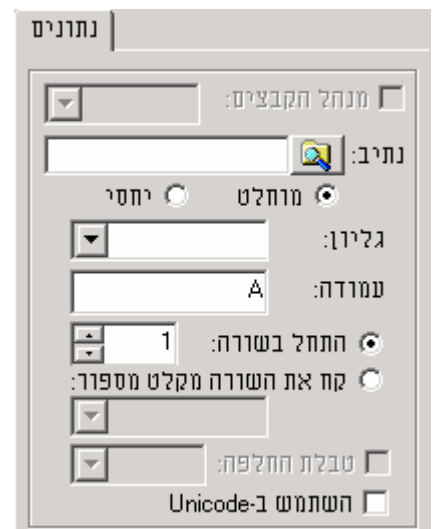 נתונים
מנהל הקבצים:
נתיב:
מוחלט יחסי
גליון:
עמודה: A
התחל בשורה: 1
קח את השורה מקלט מספור:
טבלת החלפה:
השתמש ב-Unicode